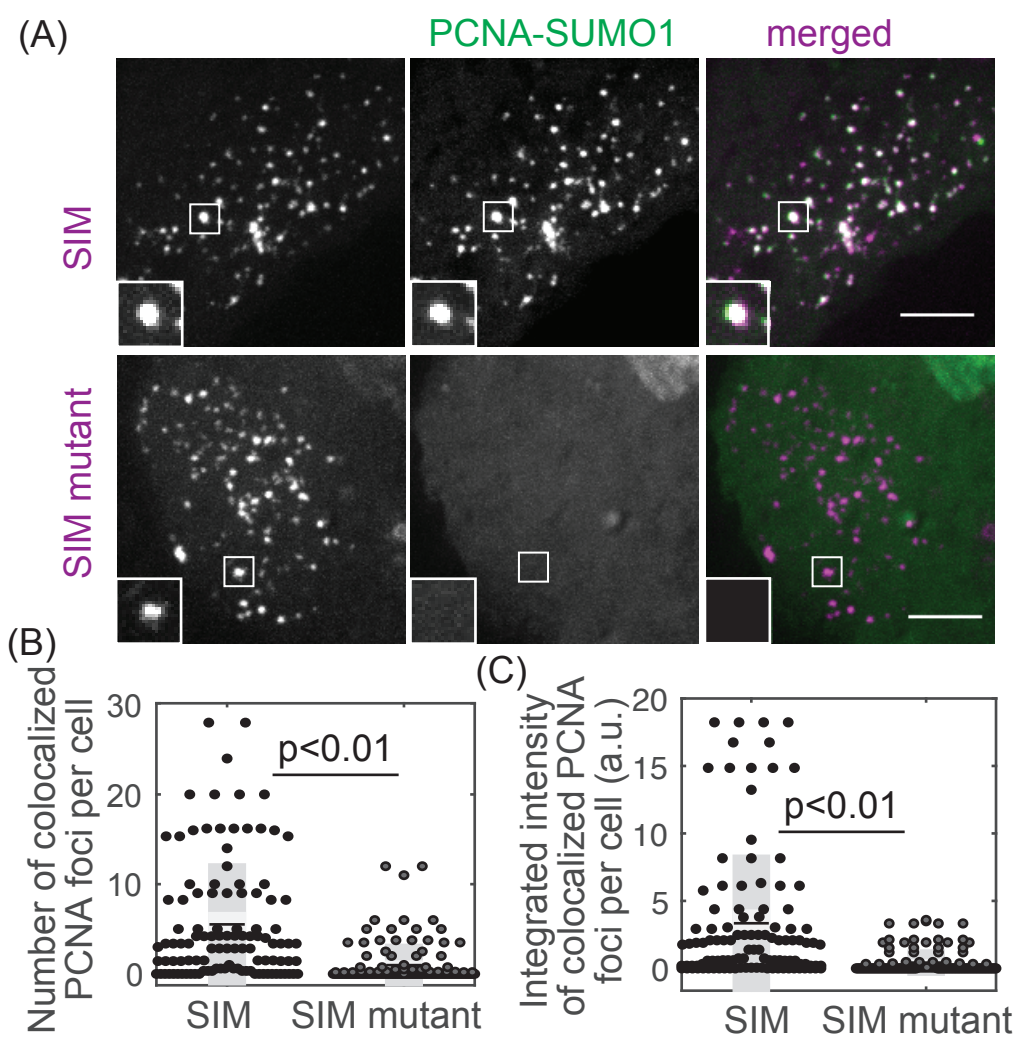 (A)
PCNA-SUMO1
merged
SIM
SIM mutant
(B)
Number of colocalized
PCNA foci per cell
30
20
10
0
p<0.01
SIM
SIM mutant
(C)
Integrated intensity
of colocalized PCNA
foci per cell (a.u.)
20
15
10
5
0
p<0.01
SIM
SIM mutant